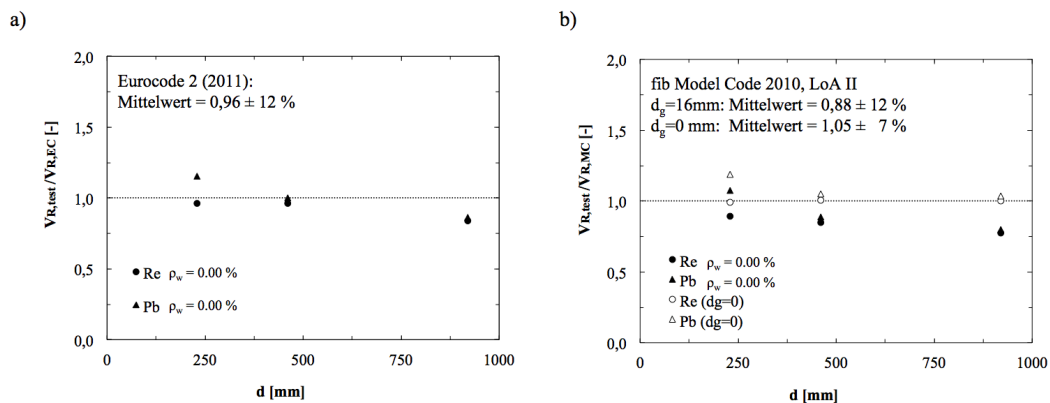 a)
2,0
1,5
1,0
0,5
0,0
VR,test /VR,EC [-]
Eurocode 2 (2011):
Mittelwert = 0,96 ± 12 %
Re ρw = 0.00 %
Pb ρw = 0.00 %
0
250
500
750
1000
d [mm]
b)
2,0
1,5
1,0
0,5
0,0
VR,test /VR,MC [-]
fib Model Code 2010, LoA II
dg=16mm: Mittelwert = 0,88 ± 12 %
dg=0 mm: Mittelwert = 1,05 ± 7 %
Re ρw = 0.00 %
Pb ρw = 0.00 %
Re (dg=0)
Pb (dg=0)
0
250
500
750
1000
d [mm]